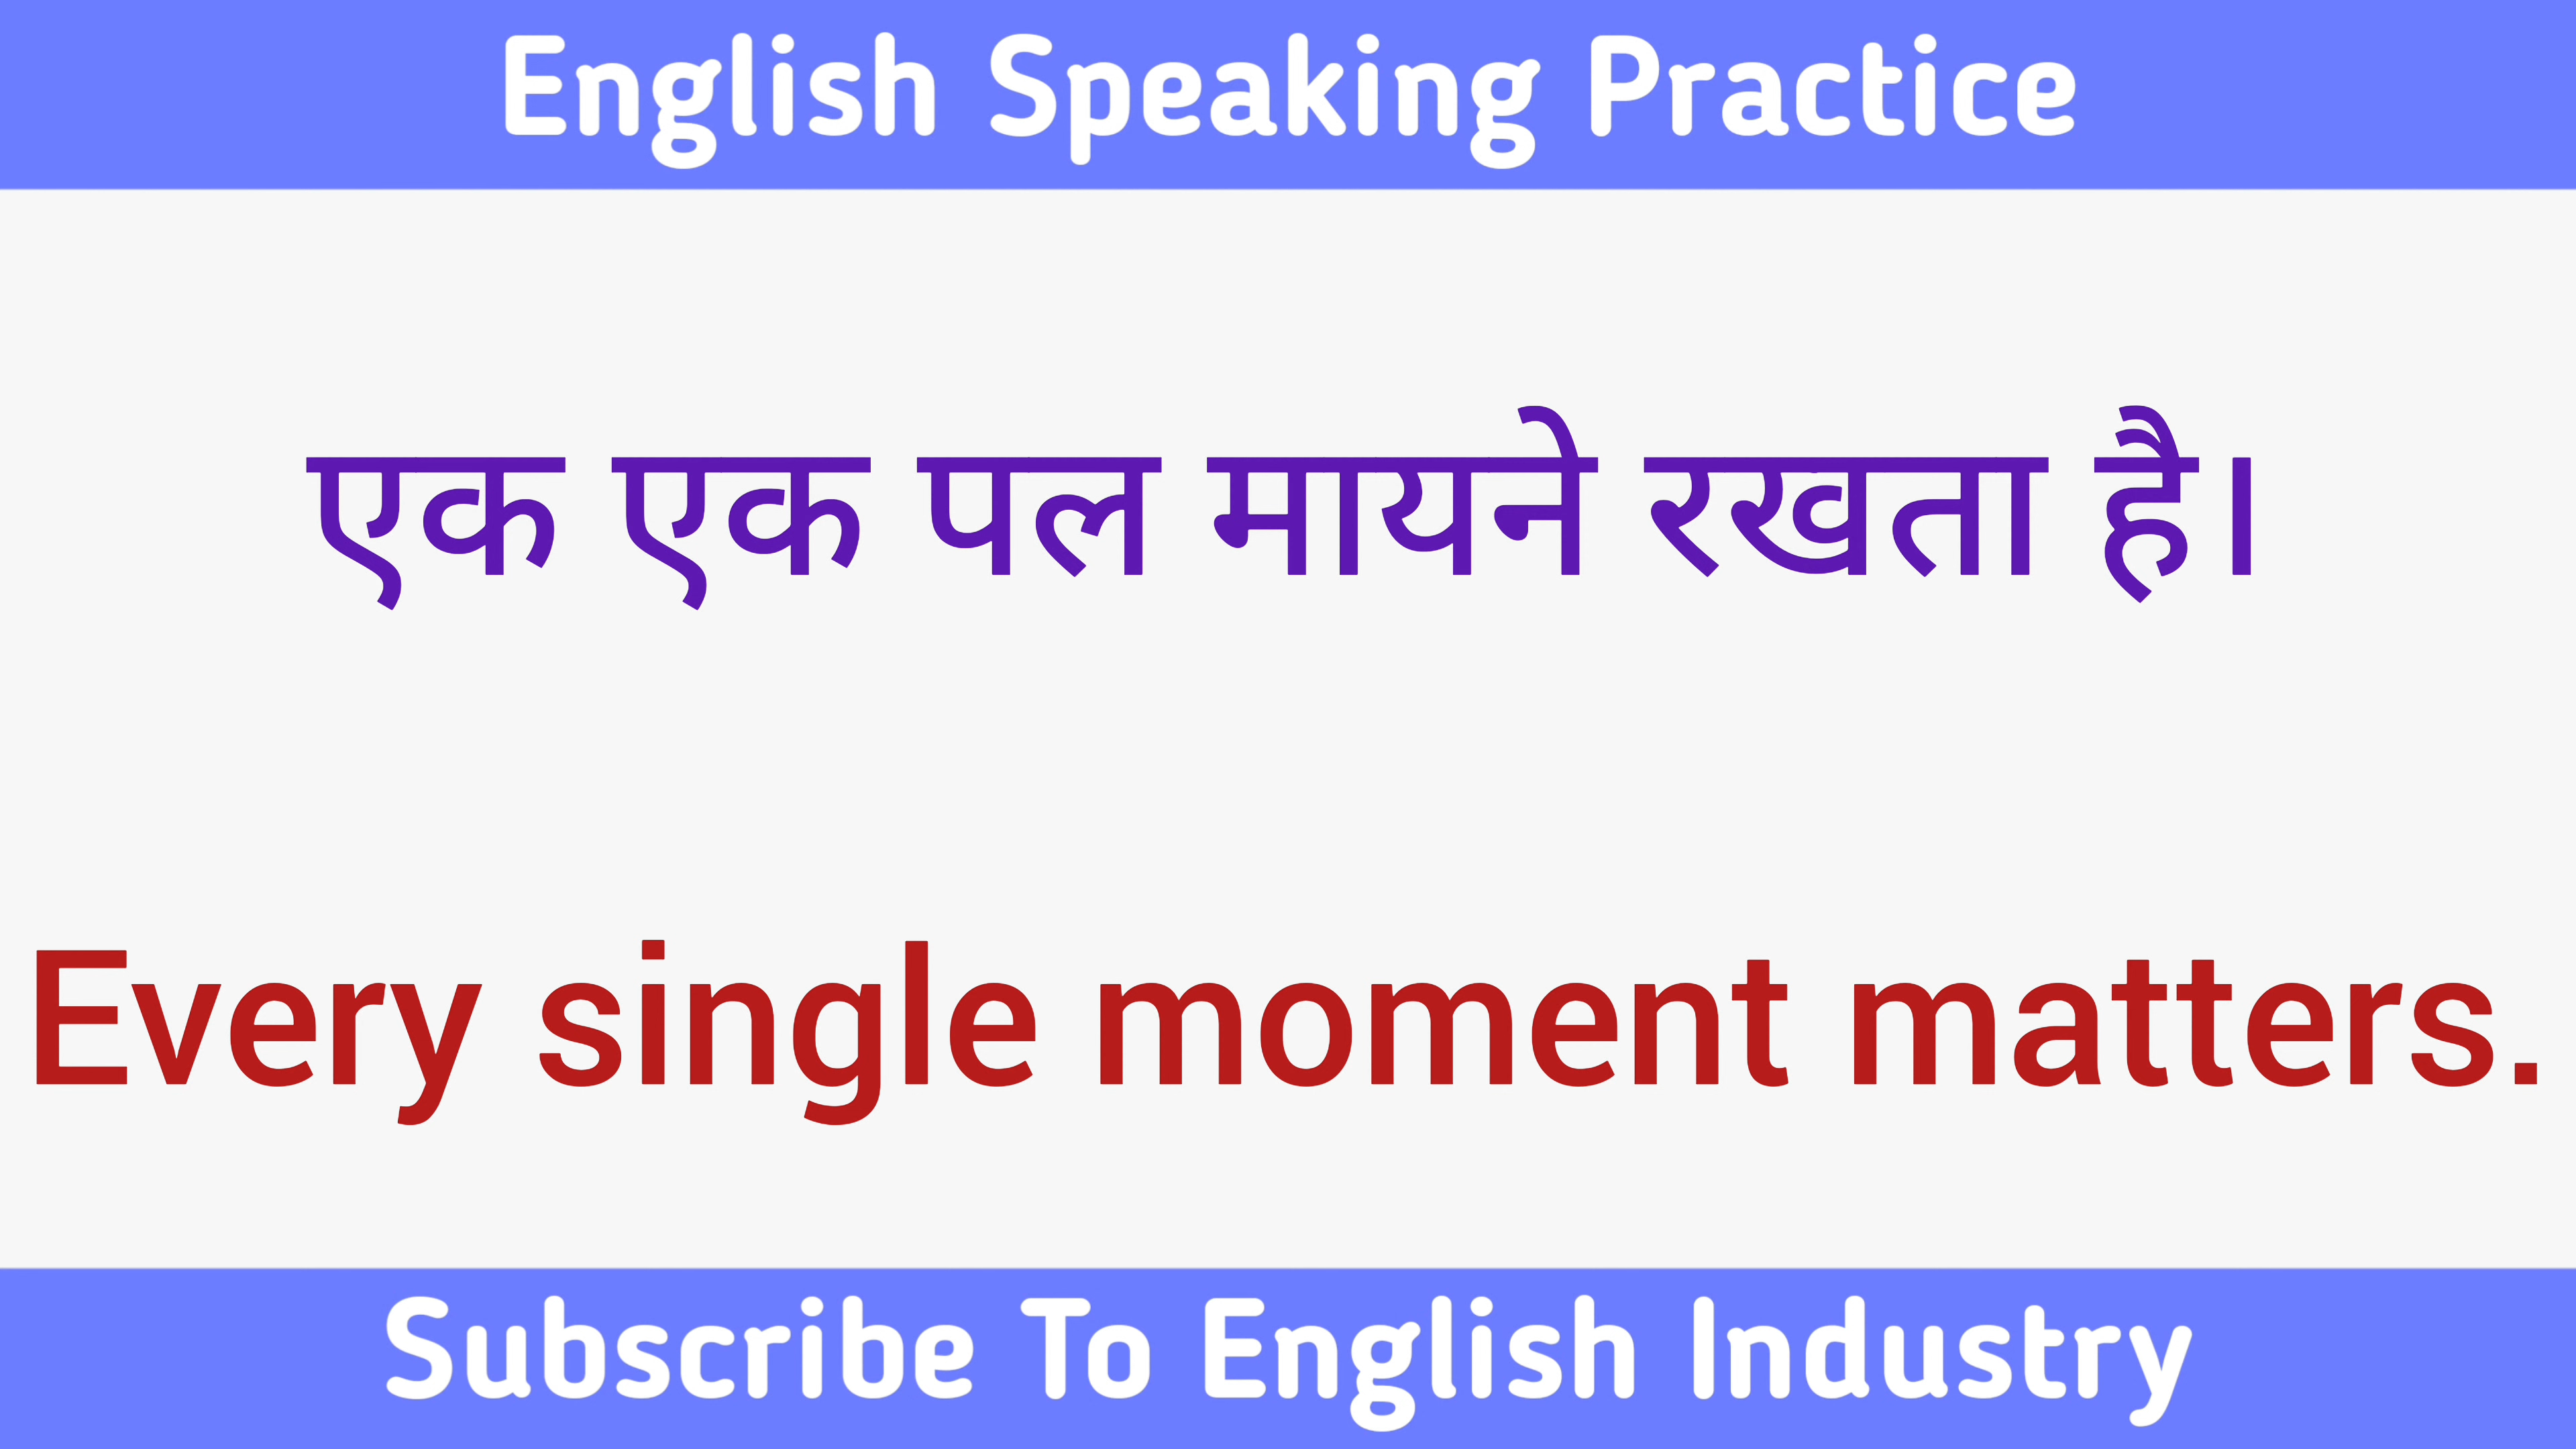 English Speaking Practice
एक एक पल मायने रखता है।
Every single moment matters.
Subscribe To English Industry